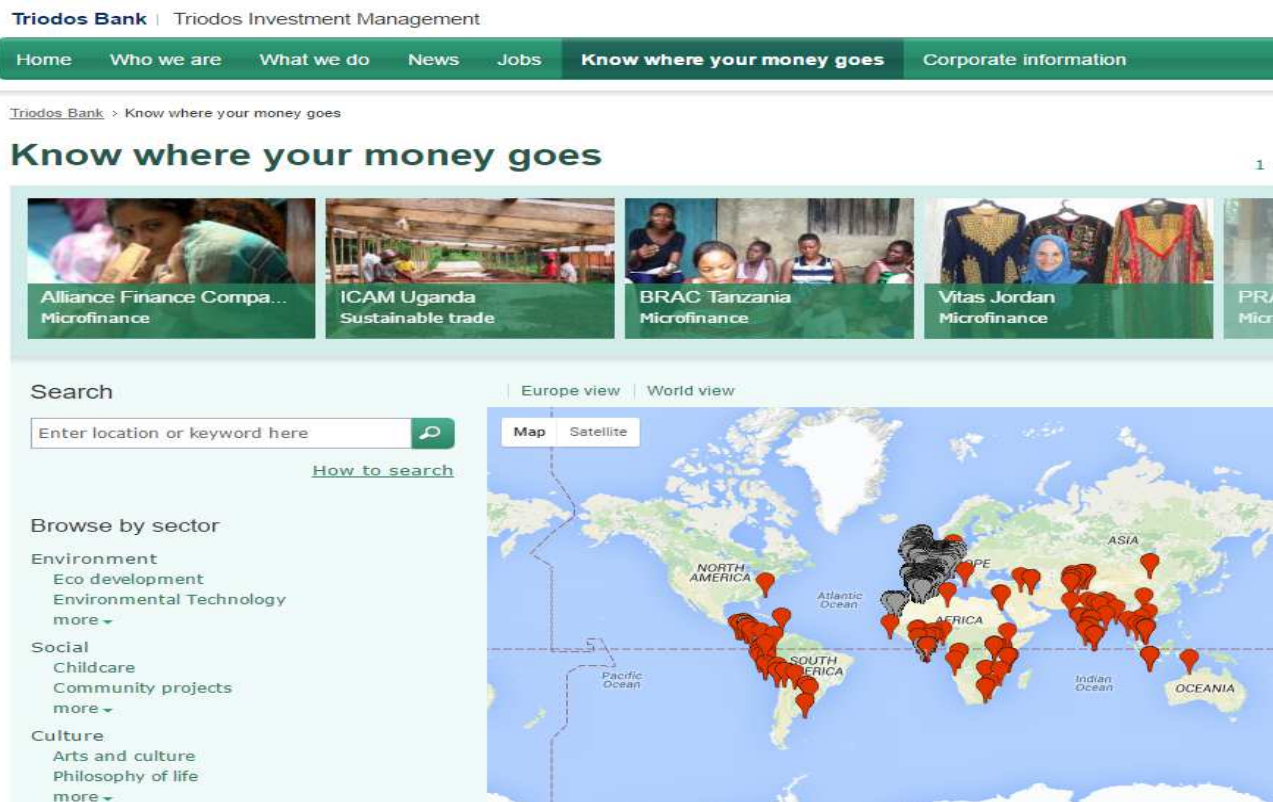 Triodos Bank | Triodos Investment Management
Home Who we are What we do News Jobs Know where your money goes Corporate information
Triodos Bank > Know where your money goes
Know where your money goes
1
Alliance Finance Compa...
Microfinance
ICAM Uganda
Sustainable trade
BRAC Tanzania
Microfinance
Vitas Jordan
Microfinance
PRA
Micr
Search
Enter location or keyword here
How to search
Browse by sector
Environment
Eco development
Environmental Technology
more
Social
Childcare
Community projects
more
Culture
Arts and culture
Philosophy of life
more
| Europe view | World view
Map Satellite
NORTH
AMERICA
Atlantic
Ocean
OPE
ASIA
AFRICA
SOUTH
ERICA
Pacific
Ocean
Indian
Ocean
OCEANIA